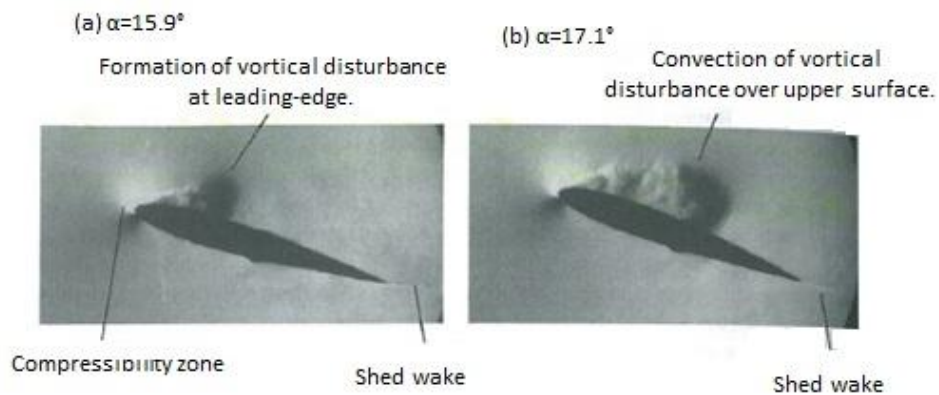 (a) α=15.9°
(b) α=17.1°
Formation of vortical disturbance
at leading-edge.
Convection of vortical
disturbance over upper surface.
Compressibility zone
Shed wake
Shed wake